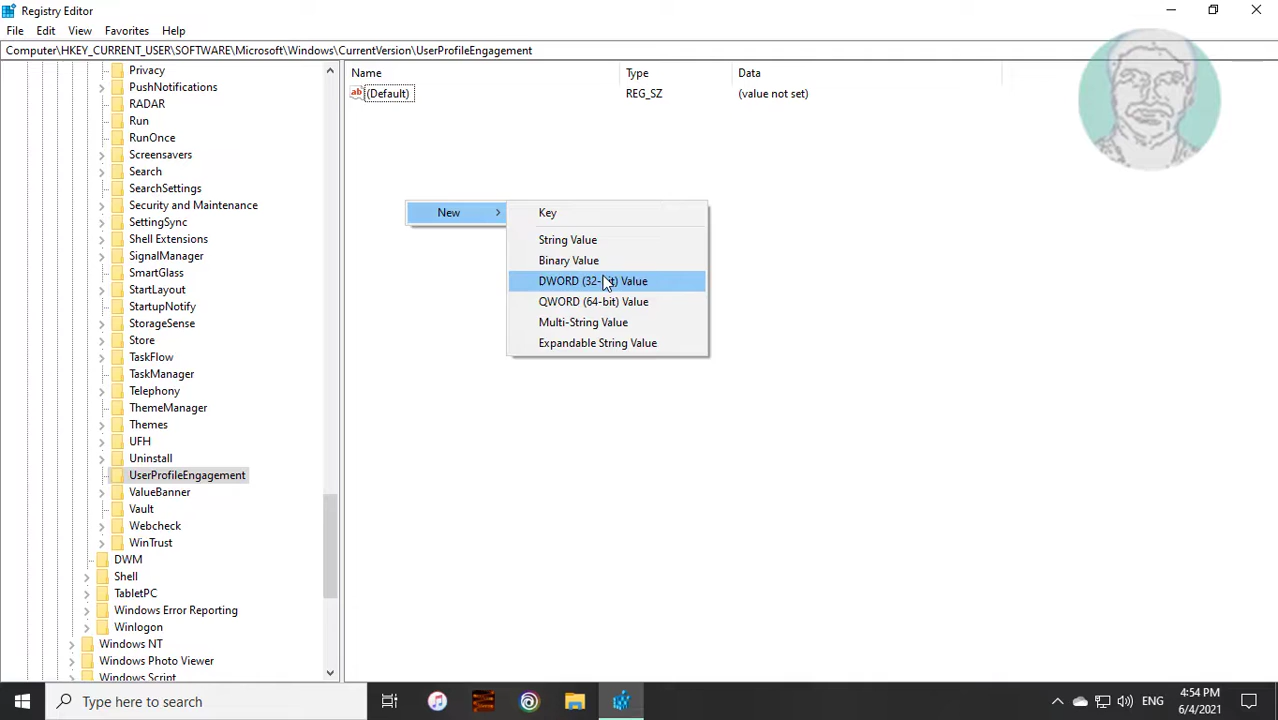 Registry Editor
File Edit View Favorites Help
Computer\HKEY_CURRENT_USER\SOFTWARE\Microsoft\Windows\CurrentVersion\UserProfileEngagement
Privacy
PushNotifications
RADAR
Run
RunOnce
Screensavers
Search
SearchSettings
Security and Maintenance
SettingSync
Shell Extensions
SignalManager
SmartGlass
StartLayout
StartupNotify
StorageSense
Store
TaskFlow
TaskManager
Telephony
ThemeManager
Themes
UFH
Uninstall
UserProfileEngagement
ValueBanner
Vault
Webcheck
WinTrust
DWM
Shell
TabletPC
Windows Error Reporting
Winlogon
Windows NT
Windows Photo Viewer
Windows Script
Name Type Data
ab (Default) REG_SZ (value not set)
New
Key
String Value
Binary Value
DWORD (32-bit) Value
QWORD (64-bit) Value
Multi-String Value
Expandable String Value
Type here to search
ENG
4:54 PM
6/4/2021